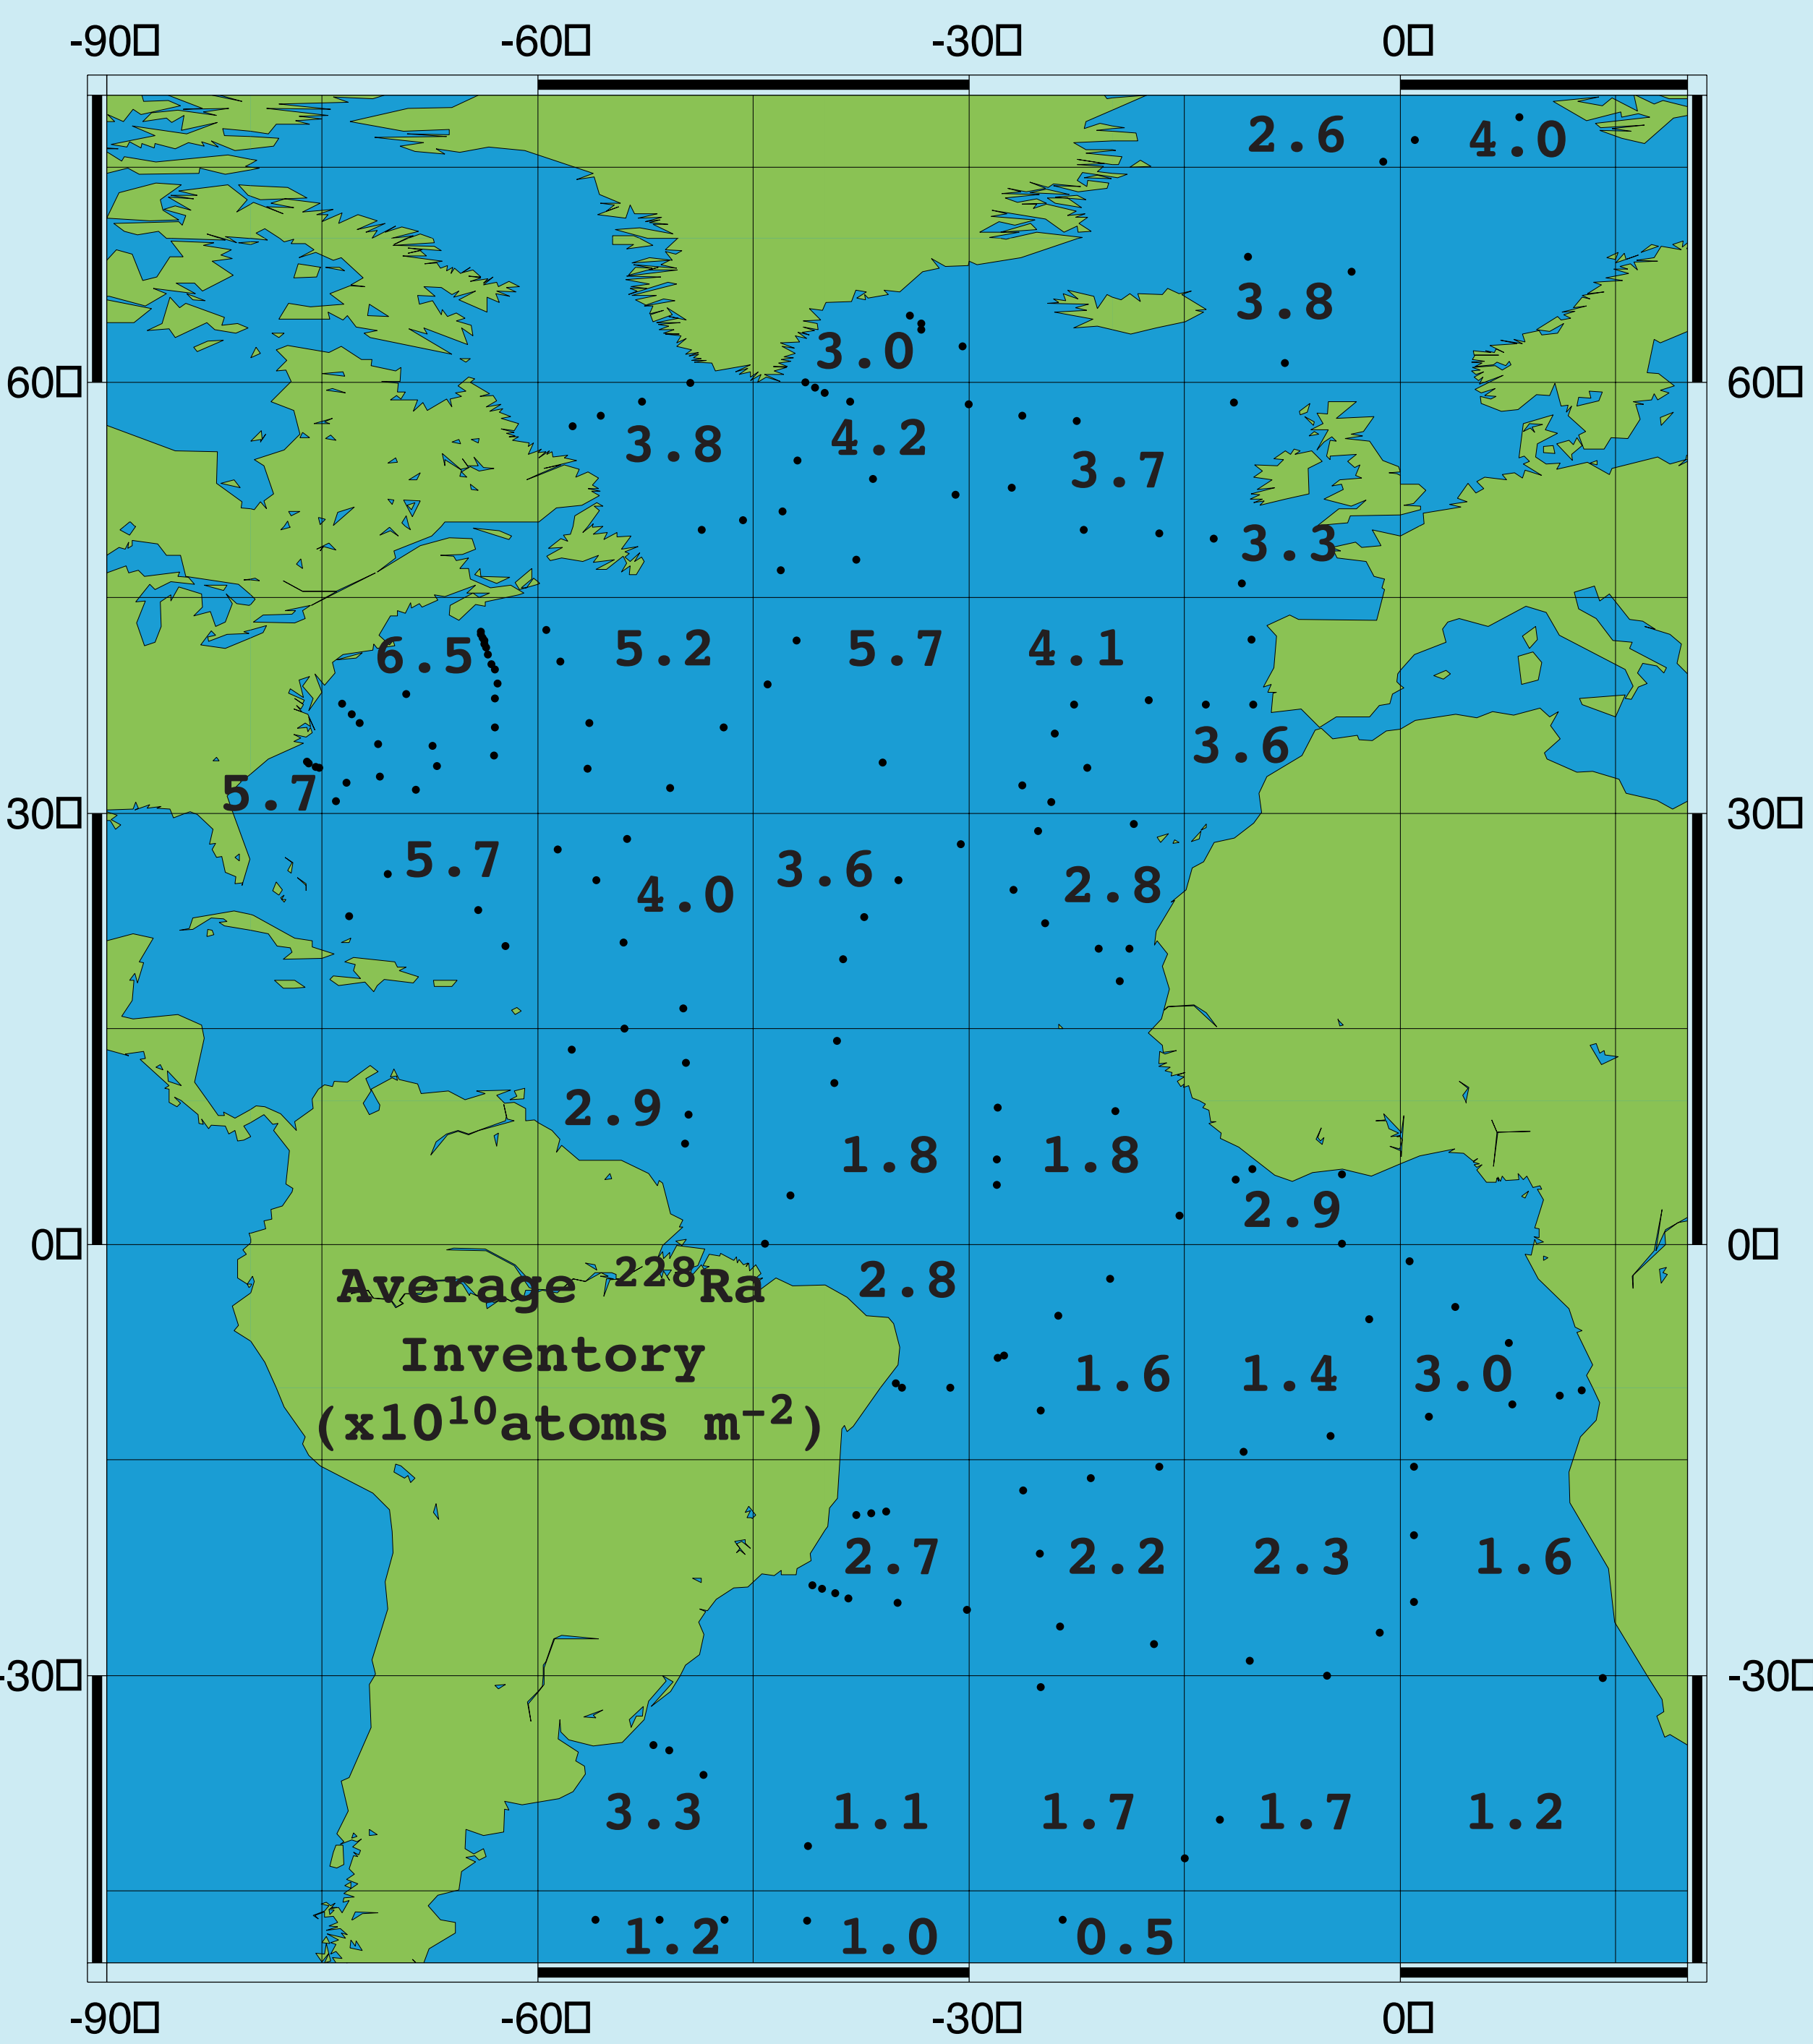 -90▯ -60▯ -30▯ 0▯
2.6 4.0
3.8
3.0
60▯ 60▯
3.8 4.2
3.7
3.3
6.5 5.2 5.7 4.1
3.6
5.7
30▯ 30▯
5.7 4.0 3.6 2.8
2.9
1.8 1.8
2.9
0▯ 0▯
2.8
Average ²²⁸Ra
Inventory
(x10¹⁰atoms m⁻²)
1.6 1.4 3.0
2.7 2.2 2.3 1.6
-30▯ -30▯
3.3 1.1 1.7 1.7 1.2
1.2 1.0 0.5
-90▯ -60▯ -30▯ 0▯